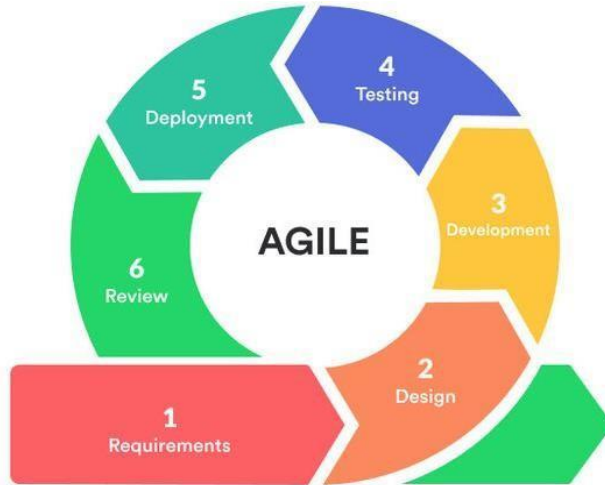 AGILE
1
Requirements
2
Design
3
Development
4
Testing
5
Deployment
6
Review